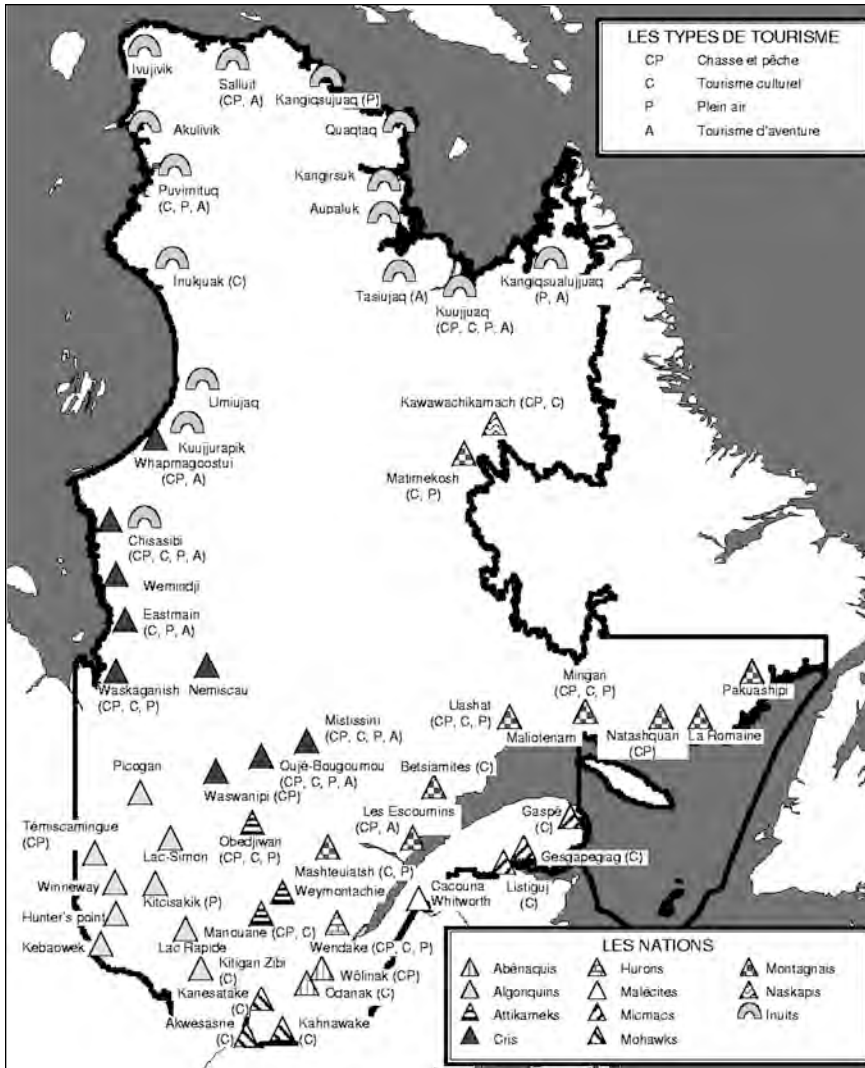 LES TYPES DE TOURISME
CP Chasse et pêche
C Tourisme culturel
P Plein air
A Tourisme d'aventure
Ivujivik
Salluit
(CP, A)
Kangiqsujuaq (P)
Akulivik
Quaqtaq
Puvirnituq
(C, P, A)
Kangirsuk
Aupaluk
Inukjuak (C)
Tasiujaq (A)
Kangiqsualujjuaq
(P, A)
Kuujjuaq
(CP, C, P, A)
Umiujaq
Kawawachikamach (CP, C)
Kuujjurapik
Whapmagoostui
(CP, A)
Matimekosh
(C, P)
Chisasibi
(CP, C, P, A)
Wemindji
Eastmain
(C, P, A)
Waskaganish
(CP, C, P)
Nemiscau
Mingan
(CP, C, P)
Pakuashipi
Uashat
(CP, C, P)
Maliotenam
Natashquan
(CP)
La Romaine
Mistissini
(CP, C, P, A)
Oujé-Bougoumou
(CP, C, P, A)
Waswanipi (CP)
Picogan
Betsiamites (C)
Les Escoumins
(CP, A)
Gaspé
(C)
Témiscamingue
(CP)
Lac-Simon
Obedjiwan
(CP, C, P)
Mashteuiatsh (C, P)
Gesgapegiag (C)
Listiguj
(C)
Winneway
Kitcisakik (P)
Weymontachie
Cacouna
Whitworth
Hunter's point
Manouane (CP, C)
Wendake (CP, C, P)
Kebaowek
Lac Rapide
Kitigan Zibi
(C)
Wôlinak (CP)
Odanak (C)
Kanesatake
(C)
Akwesasne
(C)
Kahnawake
(C)
LES NATIONS
Abénaquis
Hurons
Montagnais
Algonquins
Malécites
Naskapis
Attikameks
Micmacs
Inuits
Cris
Mohawks